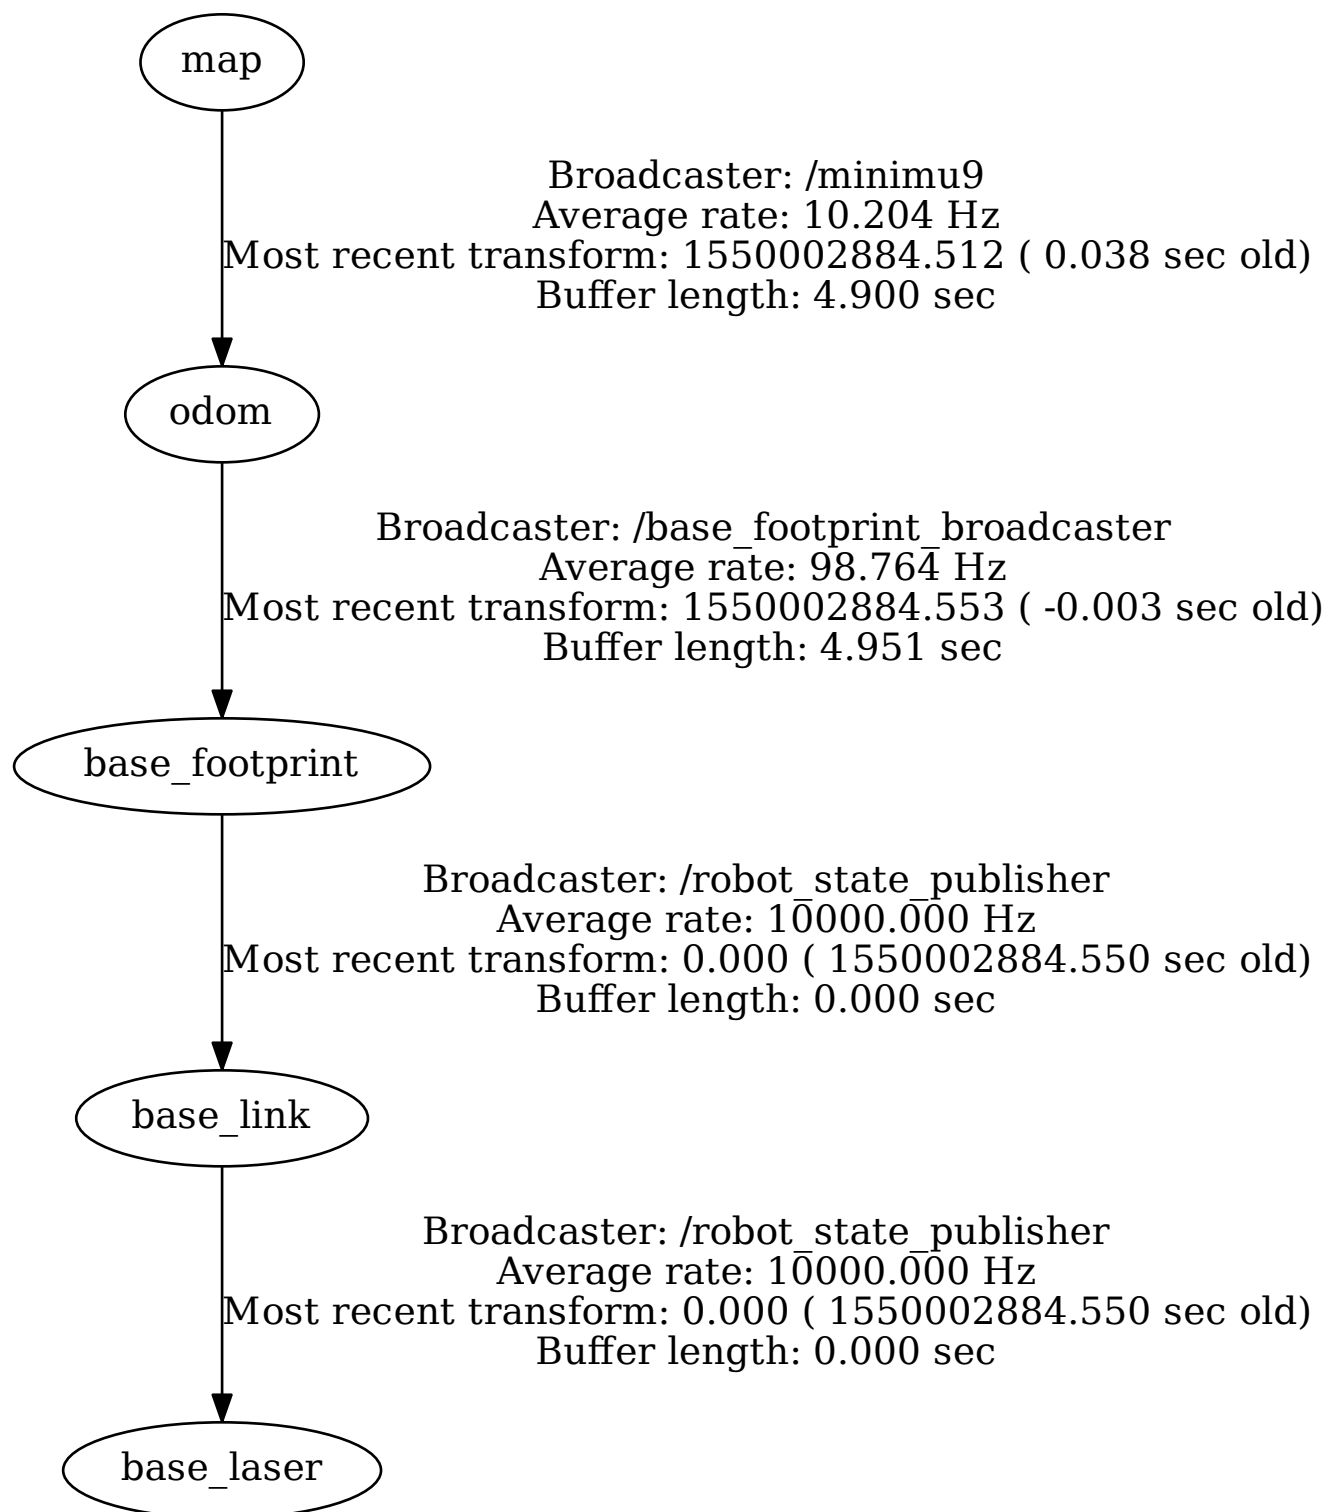 map
Broadcaster: /minimu9
Average rate: 10.204 Hz
Most recent transform: 1550002884.512 ( 0.038 sec old)
Buffer length: 4.900 sec
odom
Broadcaster: /base_footprint_broadcaster
Average rate: 98.764 Hz
Most recent transform: 1550002884.553 ( -0.003 sec old)
Buffer length: 4.951 sec
base_footprint
Broadcaster: /robot_state_publisher
Average rate: 10000.000 Hz
Most recent transform: 0.000 ( 1550002884.550 sec old)
Buffer length: 0.000 sec
base_link
Broadcaster: /robot_state_publisher
Average rate: 10000.000 Hz
Most recent transform: 0.000 ( 1550002884.550 sec old)
Buffer length: 0.000 sec
base_laser